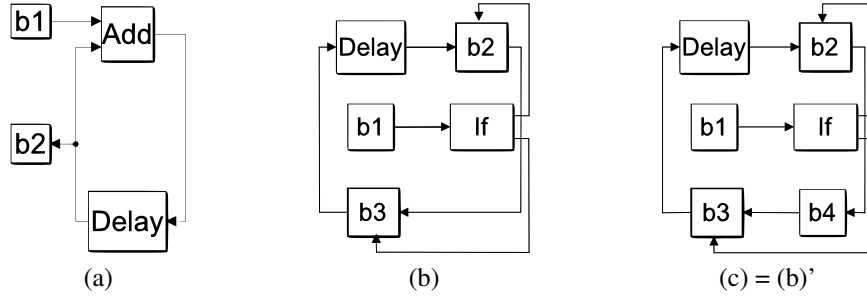 b1
Add
b2
Delay
(a)
Delay
b2
b1
If
b3
(b)
Delay
b2
b1
If
b3
b4
(c) = (b)’